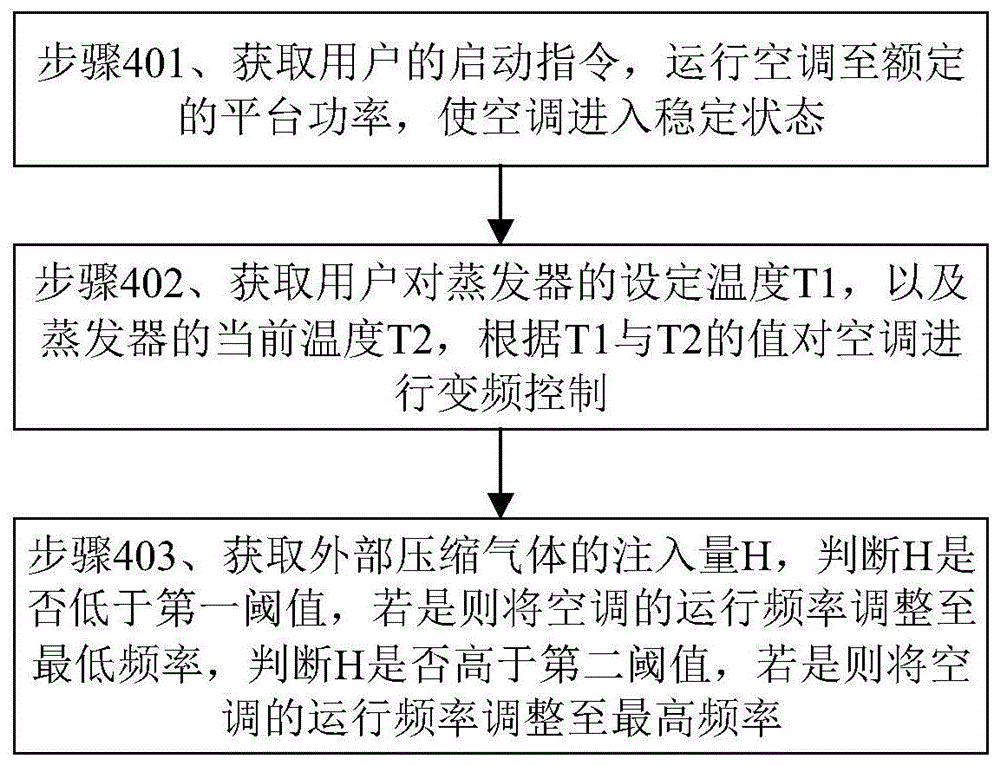 步骤401、获取用户的启动指令，运行空调至额定
的平台功率，使空调进入稳定状态
步骤402、获取用户对蒸发器的设定温度T1，以及
蒸发器的当前温度T2，根据T1与T2的值对空调进
行变频控制
步骤403、获取外部压缩气体的注入量H，判断H是
否低于第一阈值，若是则将空调的运行频率调整至
最低频率，判断H是否高于第二阈值，若是则将空
调的运行频率调整至最高频率